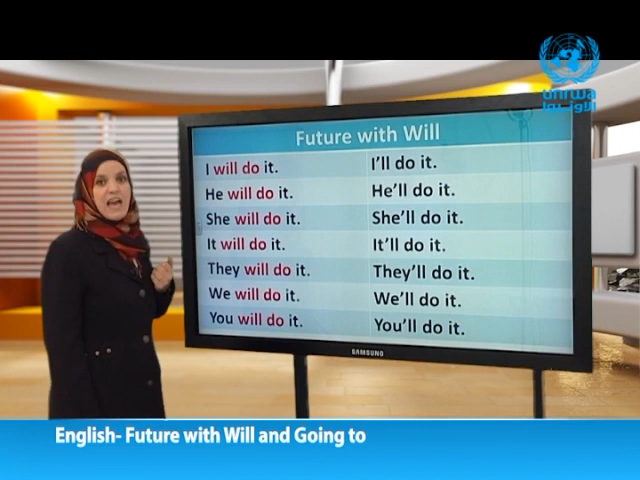 unrwa
الأونروا
Future with Will
I will do it. I'll do it.
He will do it. He'll do it.
She will do it. She'll do it.
It will do it. It'll do it.
They will do it. They'll do it.
We will do it. We'll do it.
You will do it. You'll do it.
SAMSUNG
English- Future with Will and Going to